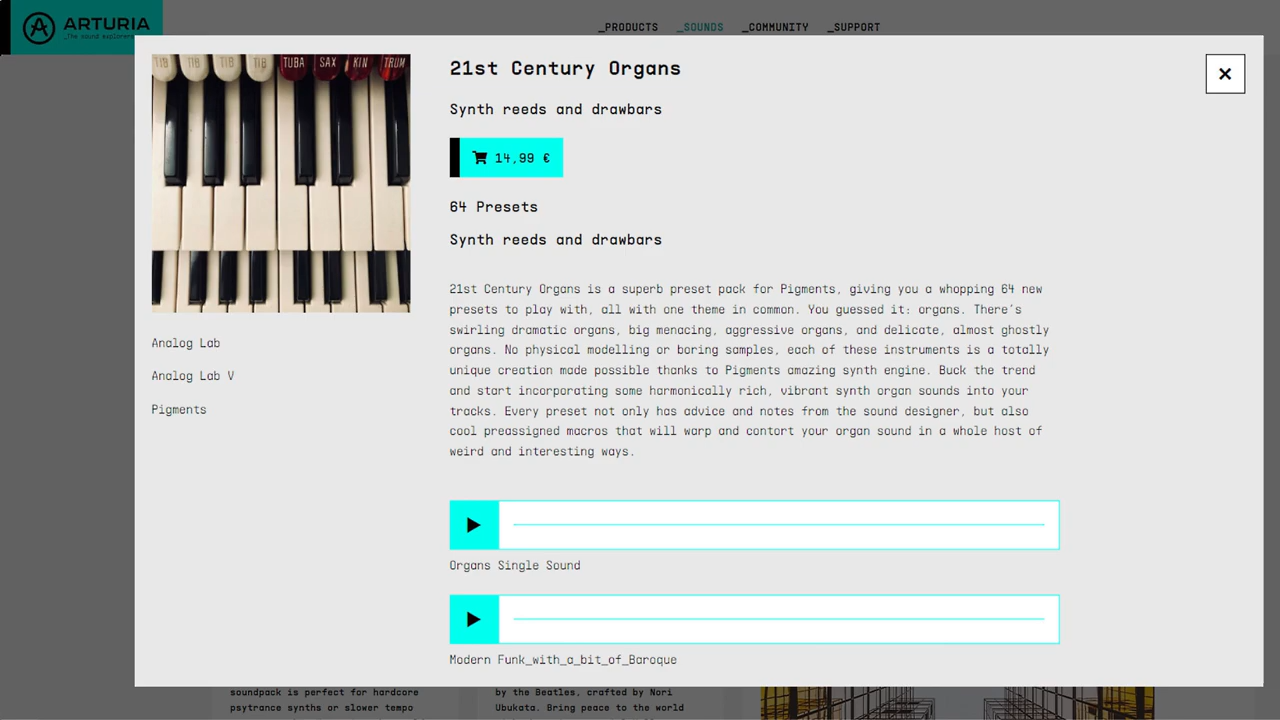 ARTURIA
_The sound explorers
_PRODUCTS _SOUNDS _COMMUNITY _SUPPORT
TIB TIB TIB TIB TUBA SAX KIN TRUM
21st Century Organs
Synth reeds and drawbars
14,99 €
64 Presets
Synth reeds and drawbars
21st Century Organs is a superb preset pack for Pigments, giving you a whopping 64 new
presets to play with, all with one theme in common. You guessed it: organs. There's
swirling dramatic organs, big menacing, aggressive organs, and delicate, almost ghostly
organs. No physical modelling or boring samples, each of these instruments is a totally
unique creation made possible thanks to Pigments amazing synth engine. Buck the trend
and start incorporating some harmonically rich, vibrant synth organ sounds into your
tracks. Every preset not only has advice and notes from the sound designer, but also
cool preassigned macros that will warp and contort your organ sound in a whole host of
weird and interesting ways.
Analog Lab
Analog Lab V
Pigments
Organs Single Sound
Modern Funk_with_a_bit_of_Baroque
soundpack is perfect for hardcore
psytrance synths or slower tempo
by the Beatles, crafted by Nori
Ubukata. Bring peace to the world